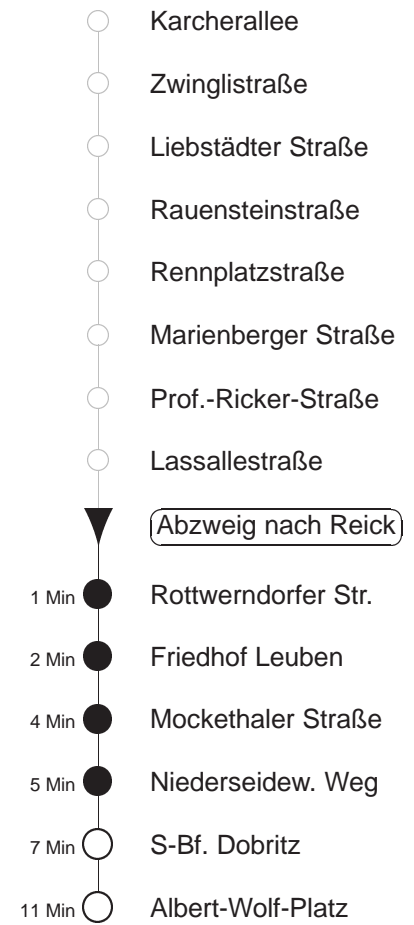 Karcherallee
Zwinglistraße
Liebstädter Straße
Rauensteinstraße
Rennplatzstraße
Marienberger Straße
Prof.-Ricker-Straße
Lassallestraße
Abzweig nach Reick
1 Min Rottwerndorfer Str.
2 Min Friedhof Leuben
4 Min Mockethaler Straße
5 Min Niederseidew. Weg
7 Min S-Bf. Dobritz
11 Min Albert-Wolf-Platz